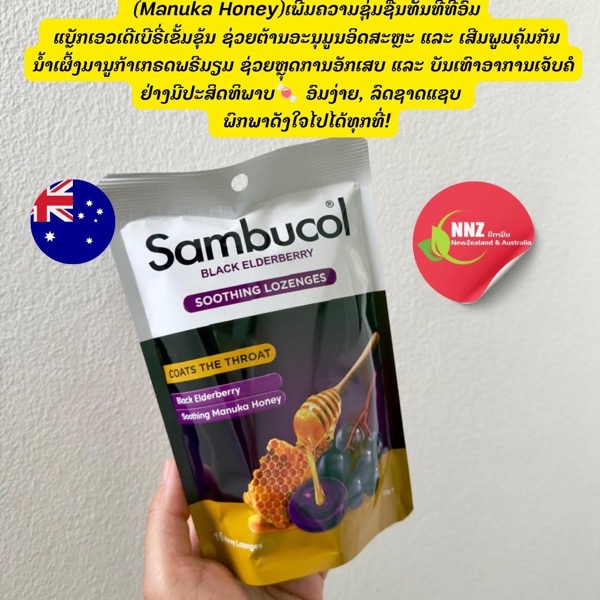 (Manuka Honey)ເພີ່ມຄວາມຊຸ່ມຊື້ນທັນທີທີ່ອົມ
ແບຼັກເອວເດີເບີຣີ່ເຂັ້ມຂຸ້ນ ຊ່ວຍຕ້ານອະນຸມູນອິດສະຫຼະ ແລະ ເສີມພູມຄຸ້ມກັນ
ນ້ຳເຜິ້ງມານູກ້າເກຣດພຣີມຽມ ຊ່ວຍຫຼຸດການອັກເສບ ແລະ ບັນເທົາອາການເຈັບຄໍ
ຢ່າງມີປະສິດທິພາບ🍬 ອົມງ່າຍ, ລົດຊາດແຊບ
ພົກພາດັ່ງໃຈໄປໄດ້ທຸກທີ່!
Sambucol®
BLACK ELDERBERRY
SOOTHING LOZENGES
COATS THE THROAT
Black Elderberry
Soothing Manuka Honey
Lozenges
NNZ
NewZealand & Australia